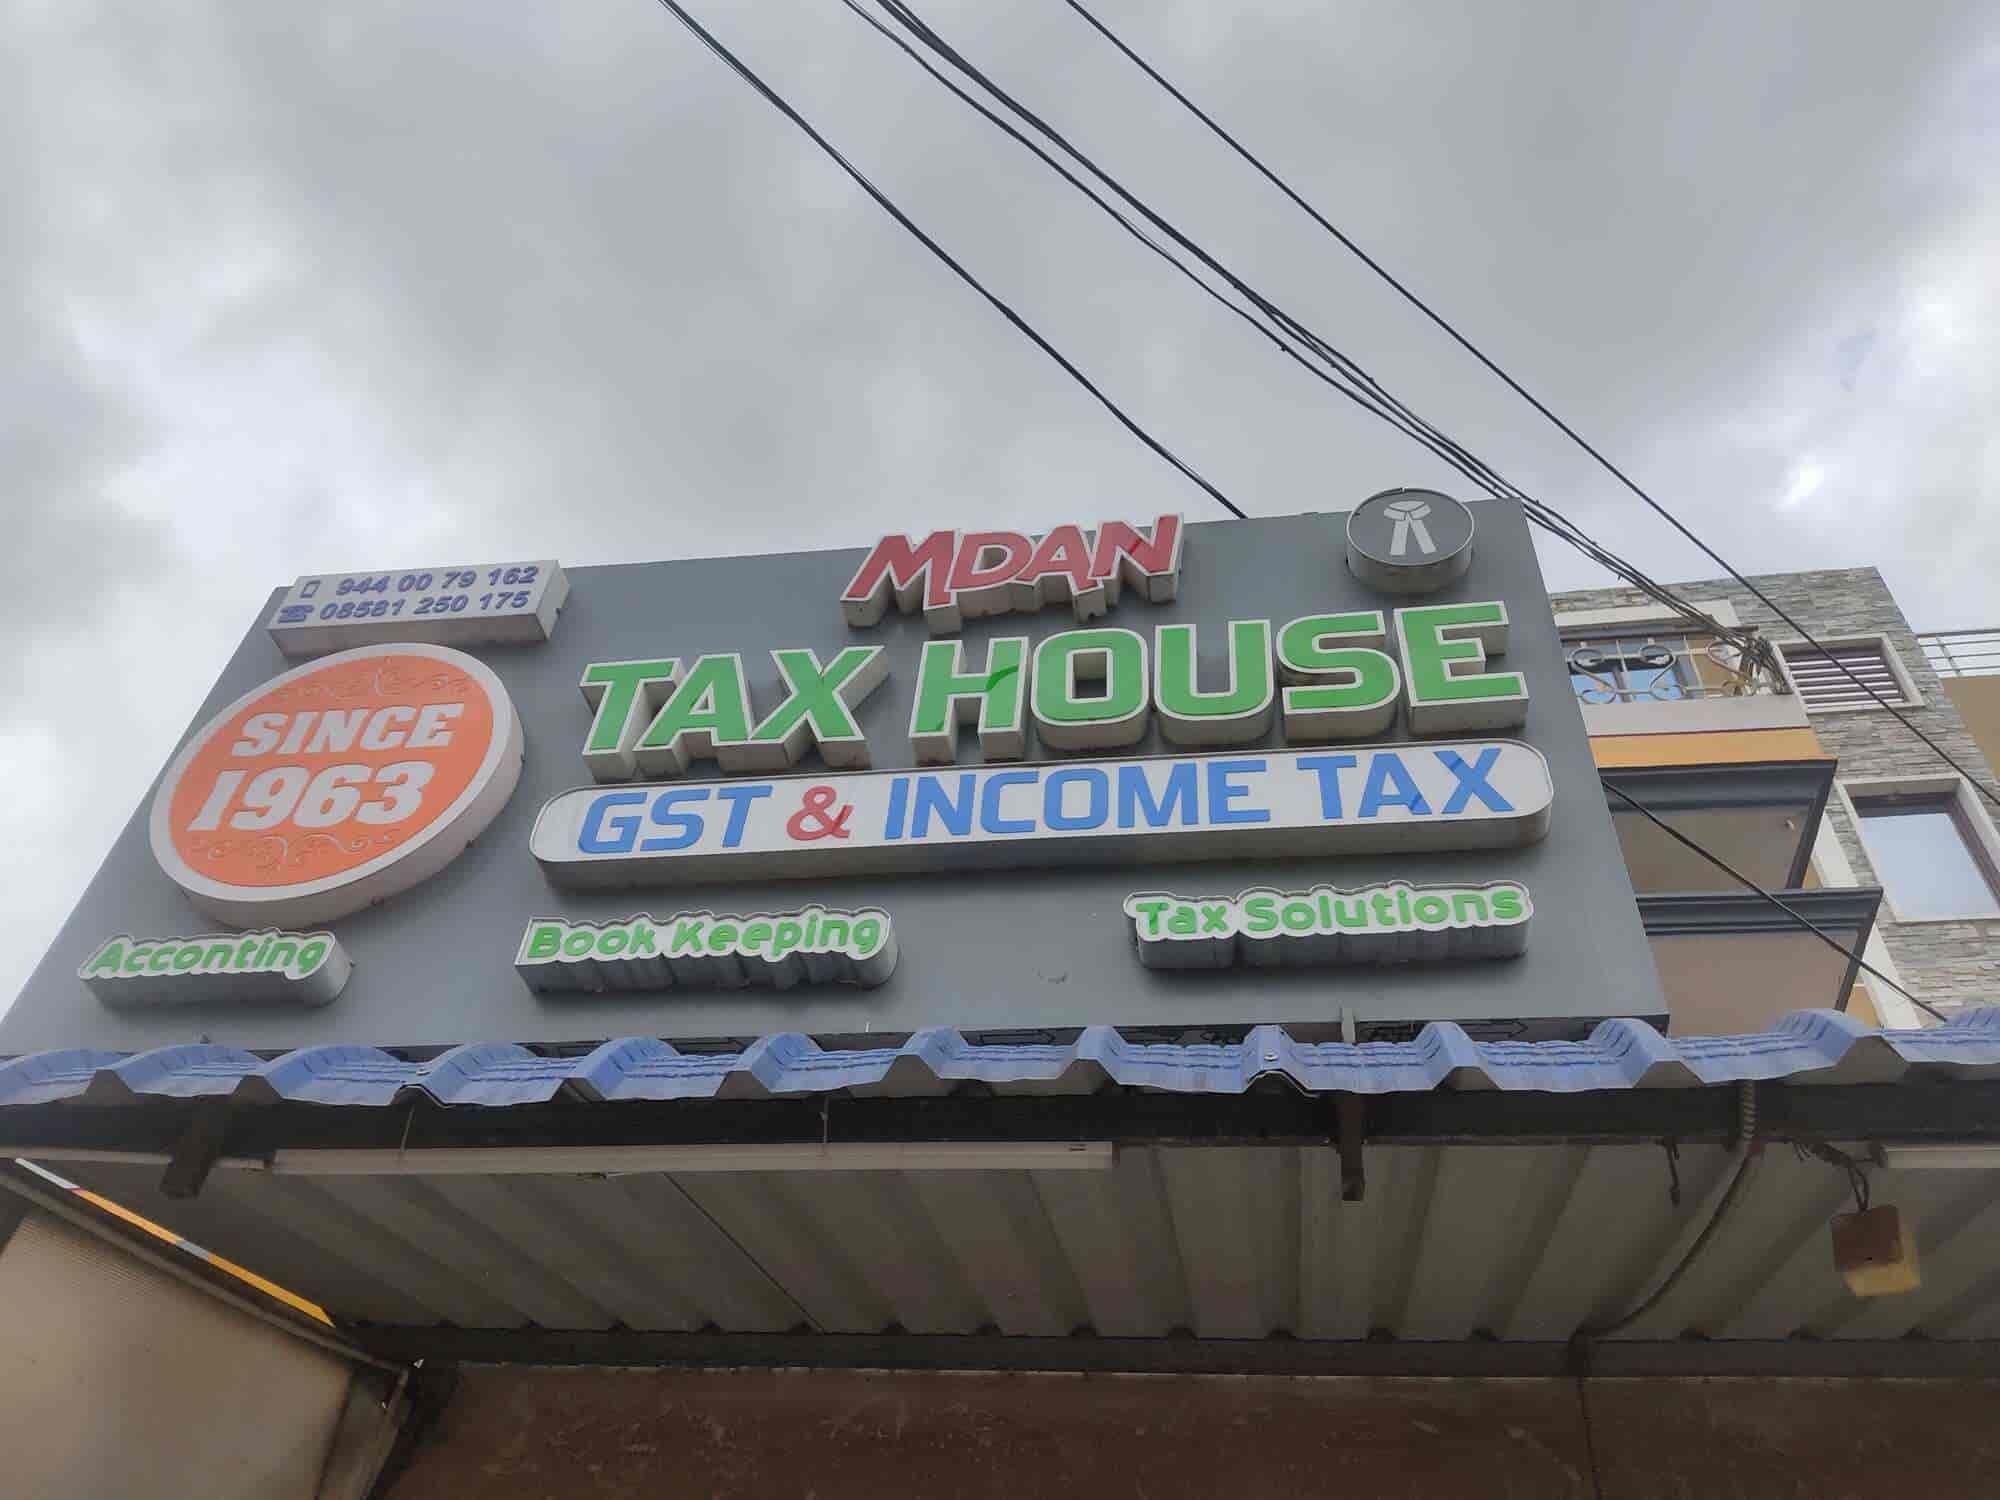 944 00 79 162
08581 250 175
MDAN
TAX HOUSE
SINCE
1963
GST & INCOME TAX
Acconting
Book Keeping
Tax Solutions